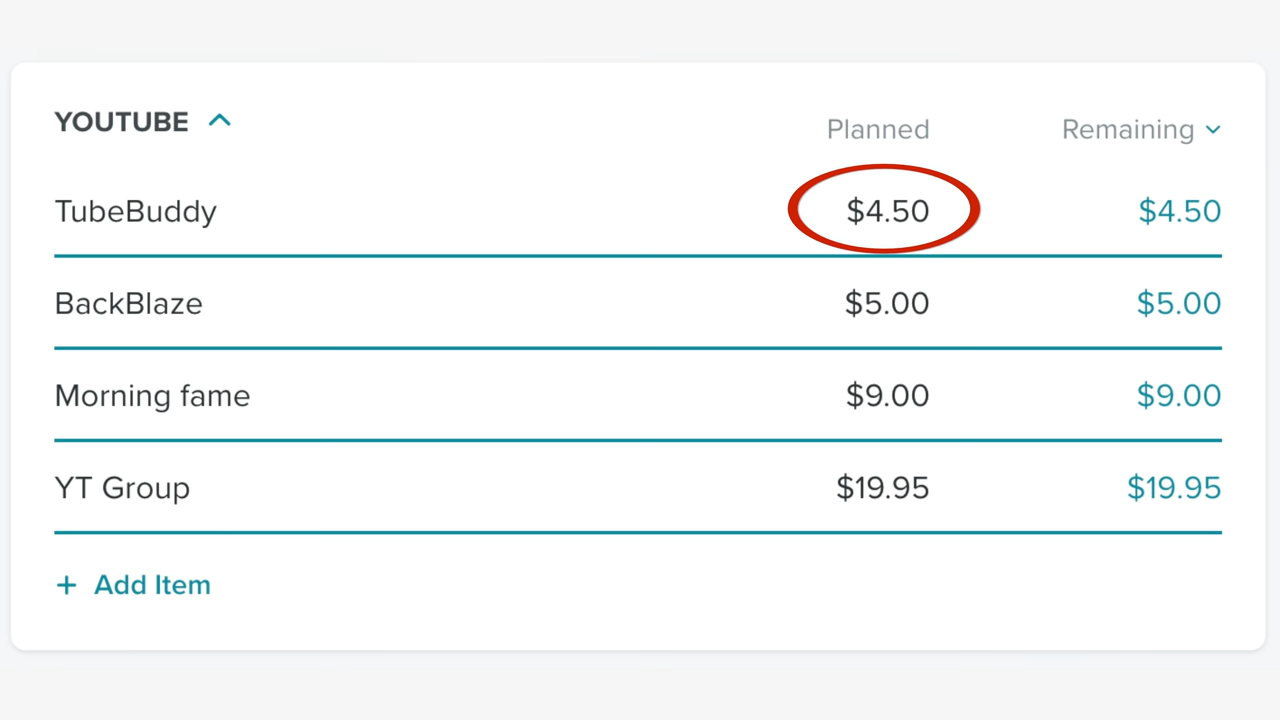 YOUTUBE Planned Remaining
TubeBuddy $4.50 $4.50
BackBlaze $5.00 $5.00
Morning fame $9.00 $9.00
YT Group $19.95 $19.95
+ Add Item